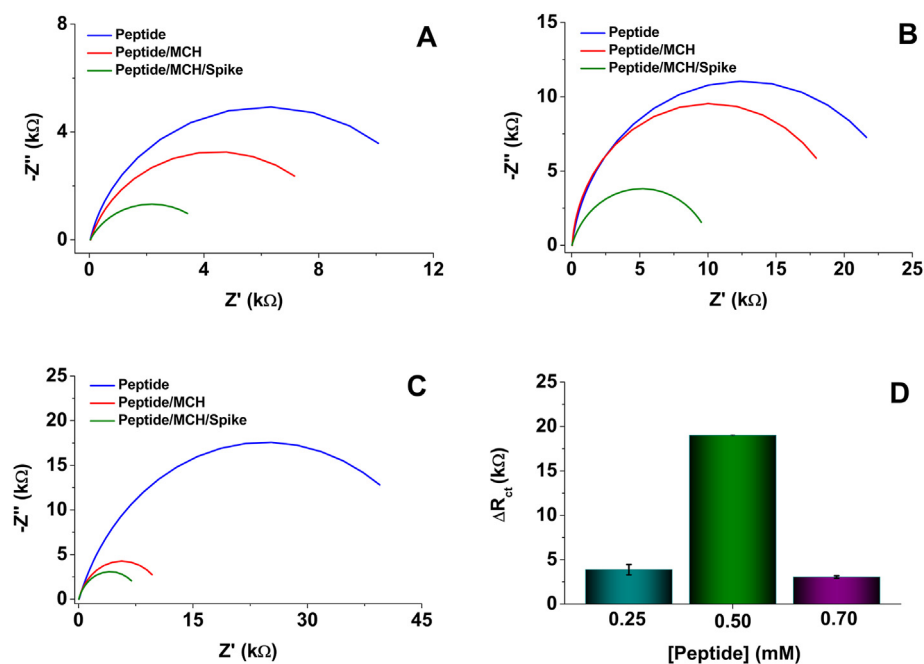 A
Peptide
Peptide/MCH
Peptide/MCH/Spike
8
4
0
-Z'' (kΩ)
0 4 8 12
Z' (kΩ)
B
Peptide
Peptide/MCH
Peptide/MCH/Spike
15
10
5
0
-Z'' (kΩ)
0 5 10 15 20 25
Z' (kΩ)
C
Peptide
Peptide/MCH
Peptide/MCH/Spike
25
20
15
10
5
0
-Z'' (kΩ)
0 15 30 45
Z' (kΩ)
D
25
20
15
10
5
0
ΔRct (kΩ)
0.25 0.50 0.70
[Peptide] (mM)